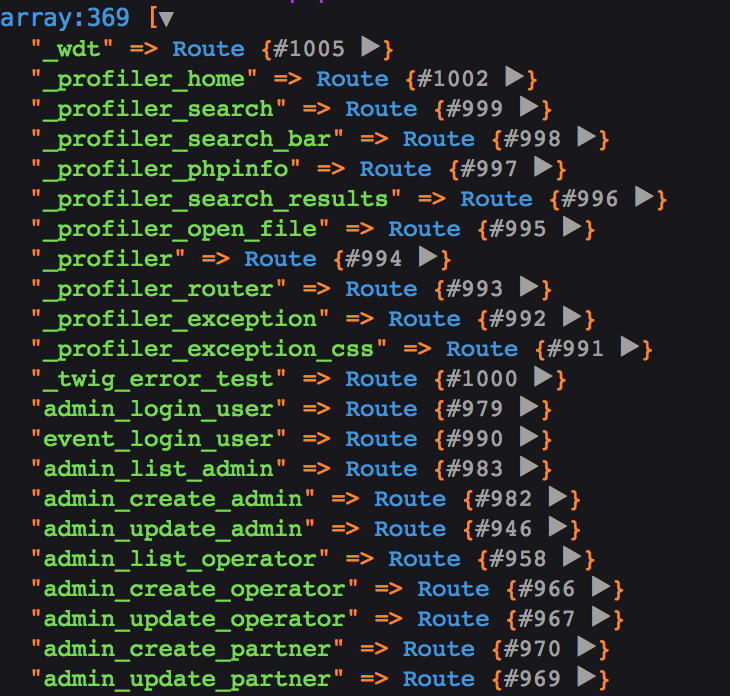 array:369 [▼
"_wdt" => Route {#1005 ▶}
"_profiler_home" => Route {#1002 ▶}
"_profiler_search" => Route {#999 ▶}
"_profiler_search_bar" => Route {#998 ▶}
"_profiler_phpinfo" => Route {#997 ▶}
"_profiler_search_results" => Route {#996 ▶}
"_profiler_open_file" => Route {#995 ▶}
"_profiler" => Route {#994 ▶}
"_profiler_router" => Route {#993 ▶}
"_profiler_exception" => Route {#992 ▶}
"_profiler_exception_css" => Route {#991 ▶}
"_twig_error_test" => Route {#1000 ▶}
"admin_login_user" => Route {#979 ▶}
"event_login_user" => Route {#990 ▶}
"admin_list_admin" => Route {#983 ▶}
"admin_create_admin" => Route {#982 ▶}
"admin_update_admin" => Route {#946 ▶}
"admin_list_operator" => Route {#958 ▶}
"admin_create_operator" => Route {#966 ▶}
"admin_update_operator" => Route {#967 ▶}
"admin_create_partner" => Route {#970 ▶}
"admin_update_partner" => Route {#969 ▶}